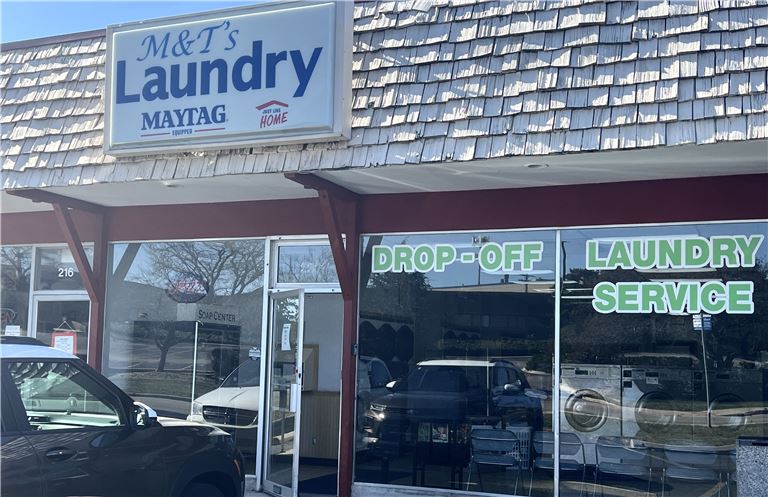 M&T's
Laundry
MAYTAG
EQUIPPED
JUST LIKE
HOME
DROP-OFF
LAUNDRY
SERVICE
216
SOAP CENTER